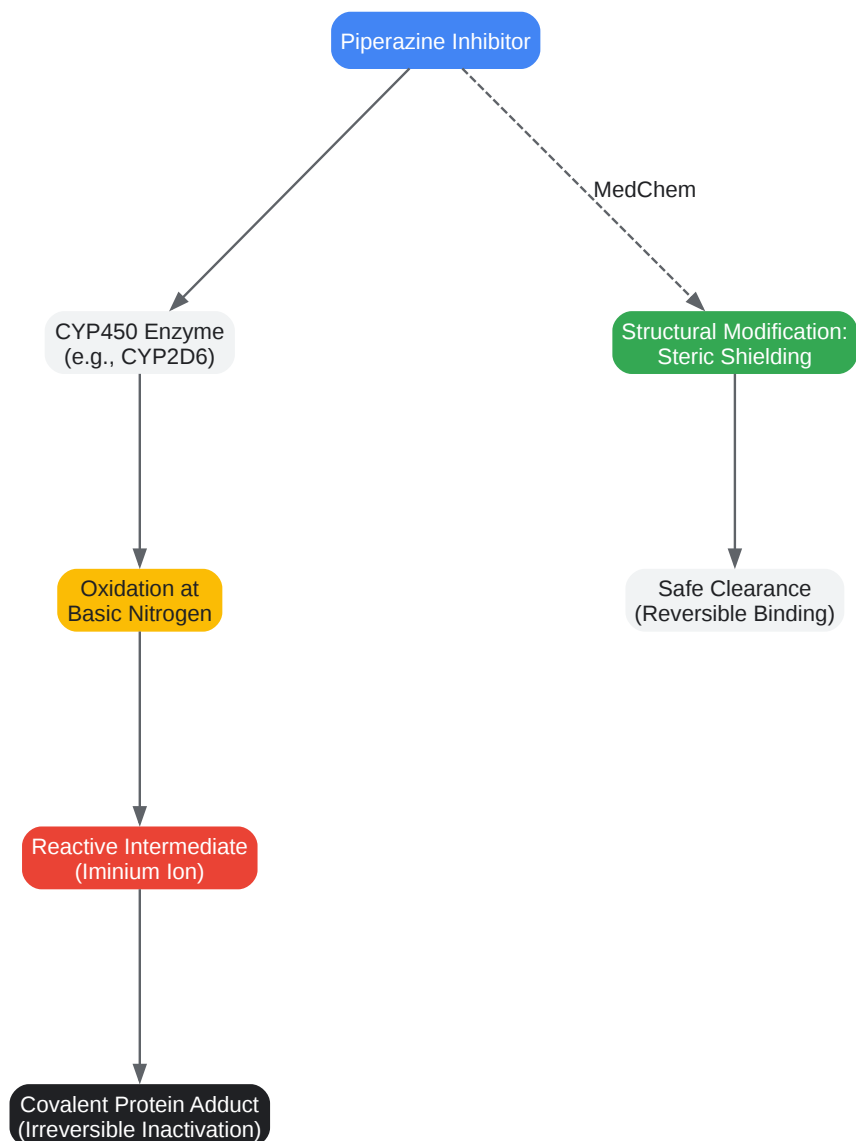 Piperazine Inhibitor
MedChem
CYP450 Enzyme
(e.g., CYP2D6)
Structural Modification:
Steric Shielding
Oxidation at
Basic Nitrogen
Safe Clearance
(Reversible Binding)
Reactive Intermediate
(Iminium Ion)
Covalent Protein Adduct
(Irreversible Inactivation)